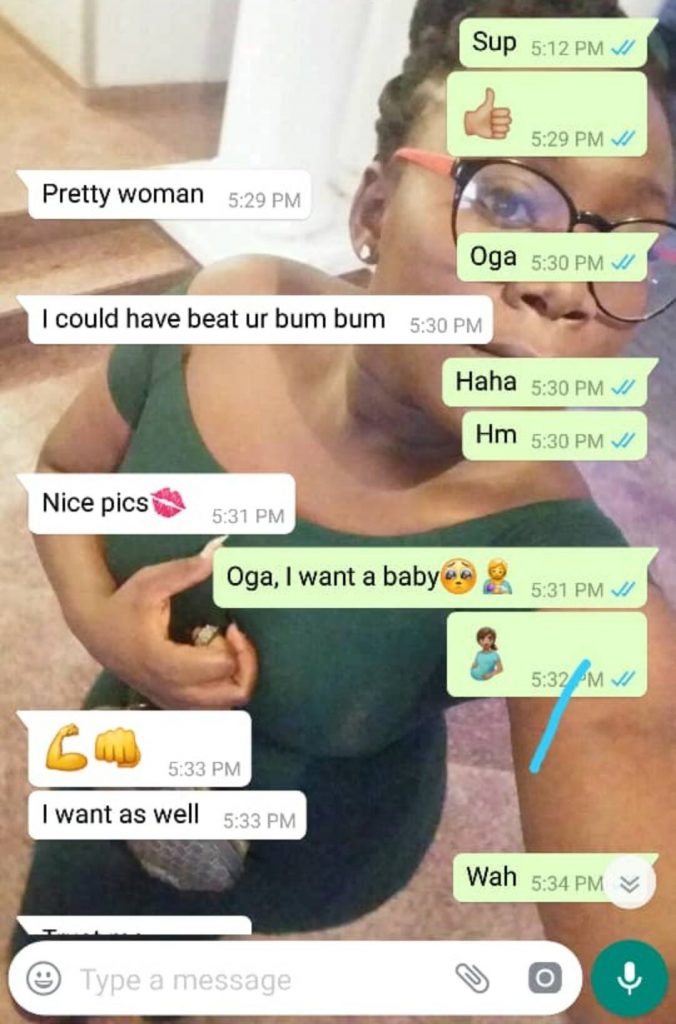 Sup 5:12 PM
👍🏼
5:29 PM
Pretty woman 5:29 PM
Oga 5:30 PM
I could have beat ur bum bum 5:30 PM
Haha 5:30 PM
Hm 5:30 PM
Nice pics💋 5:31 PM
Oga, I want a baby🥺👩‍🍼 5:31 PM
🤰🏽
5:32 PM
💪👊 5:33 PM
I want as well 5:33 PM
Wah 5:34 PM
Trust me
Type a message